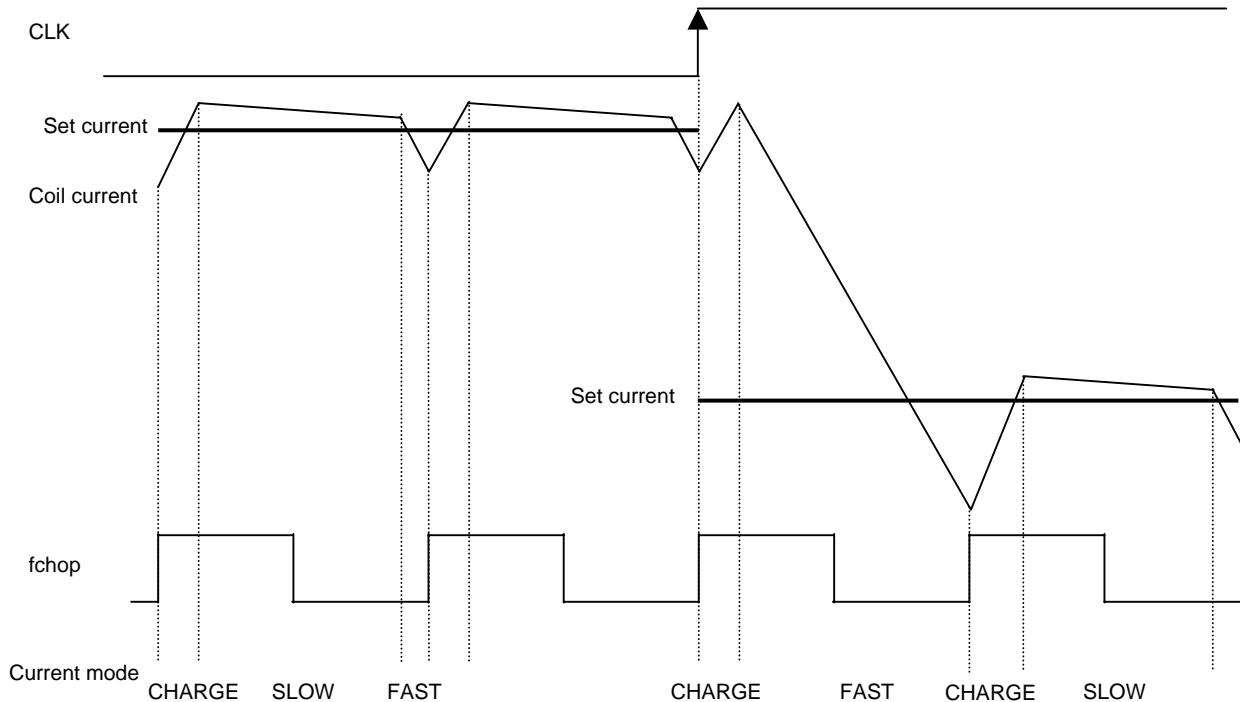 CLK
Set current
Coil current
Set current
fchop
Current mode
CHARGE SLOW FAST CHARGE FAST CHARGE SLOW